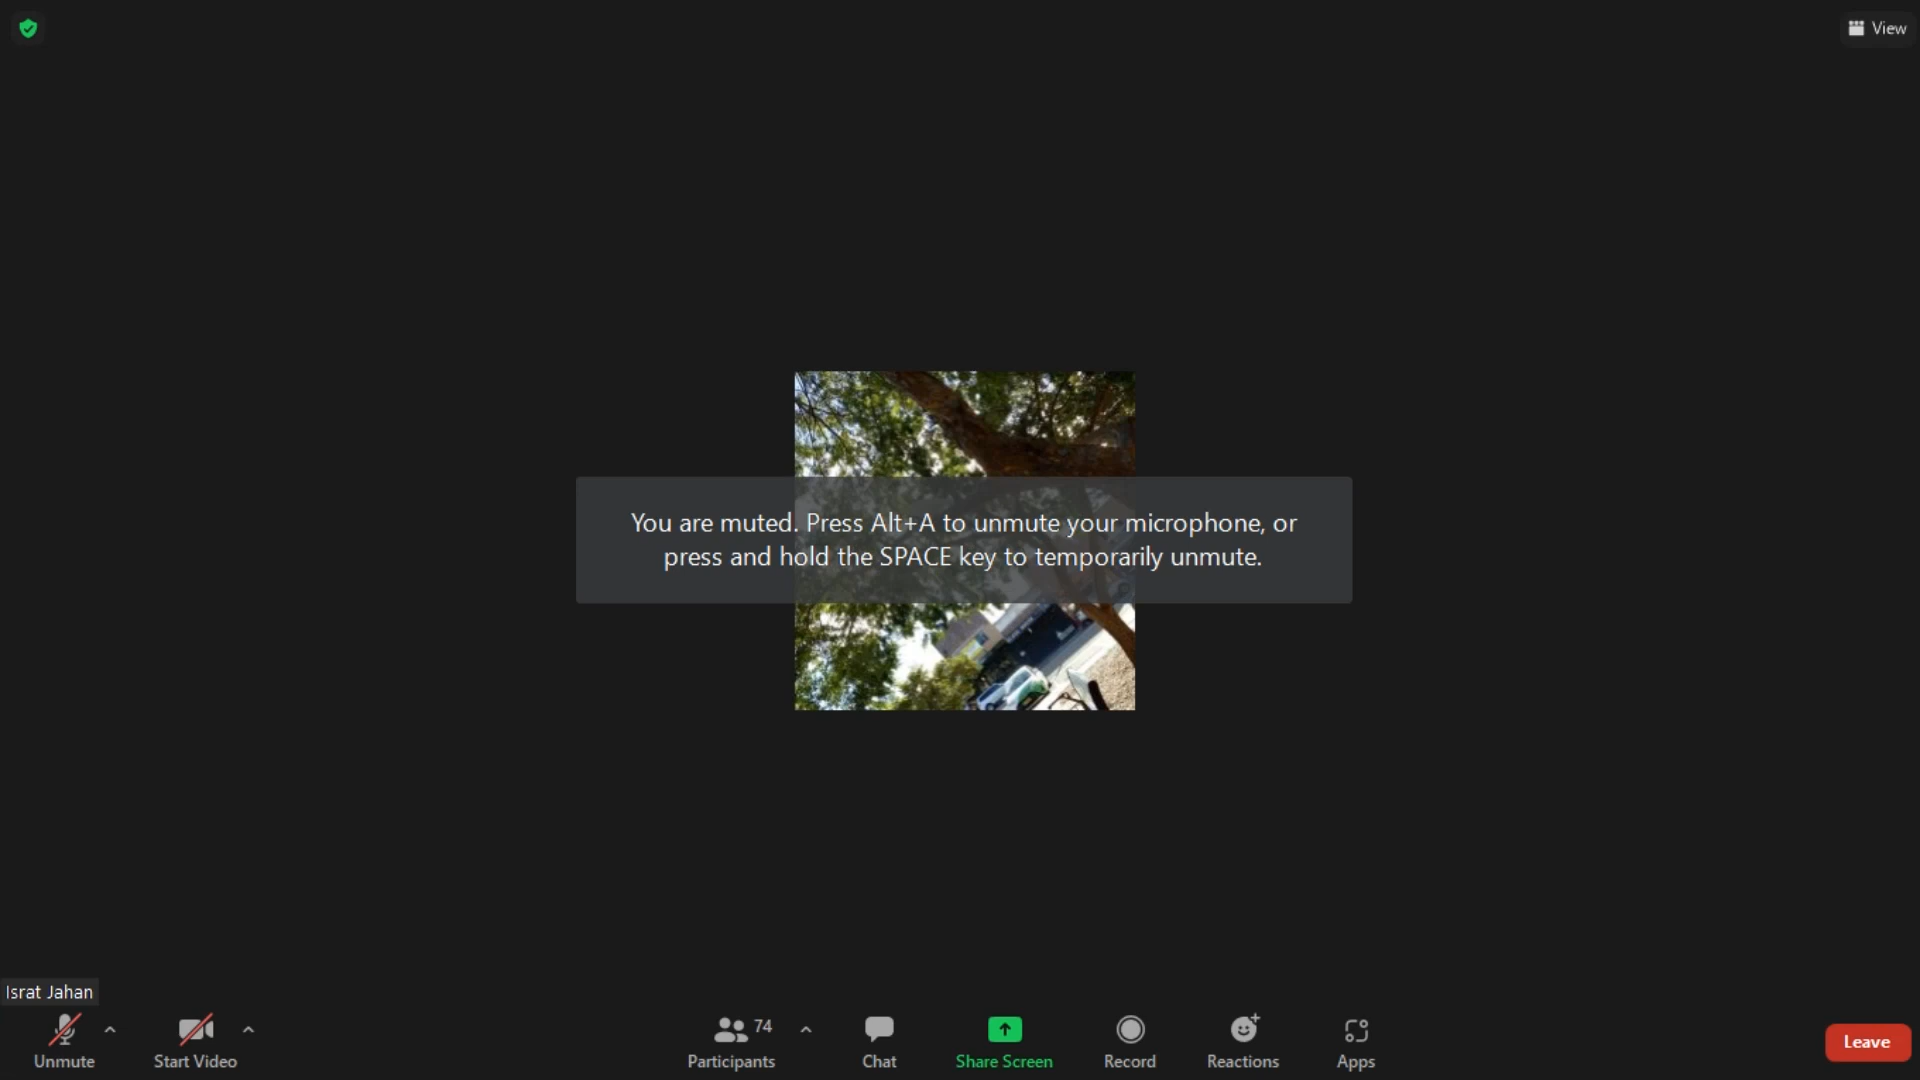 View
You are muted. Press Alt+A to unmute your microphone, or
press and hold the SPACE key to temporarily unmute.
Israt Jahan
74
Unmute
Start Video
Participants
Chat
Share Screen
Record
Reactions
Apps
Leave